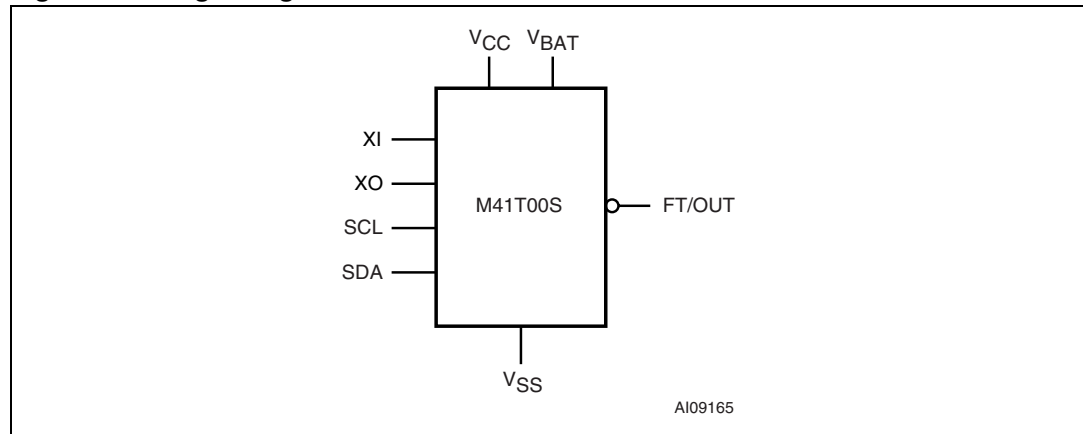 VCC VBAT
XI
XO
M41T00S
FT/OUT
SCL
SDA
VSS
AI09165